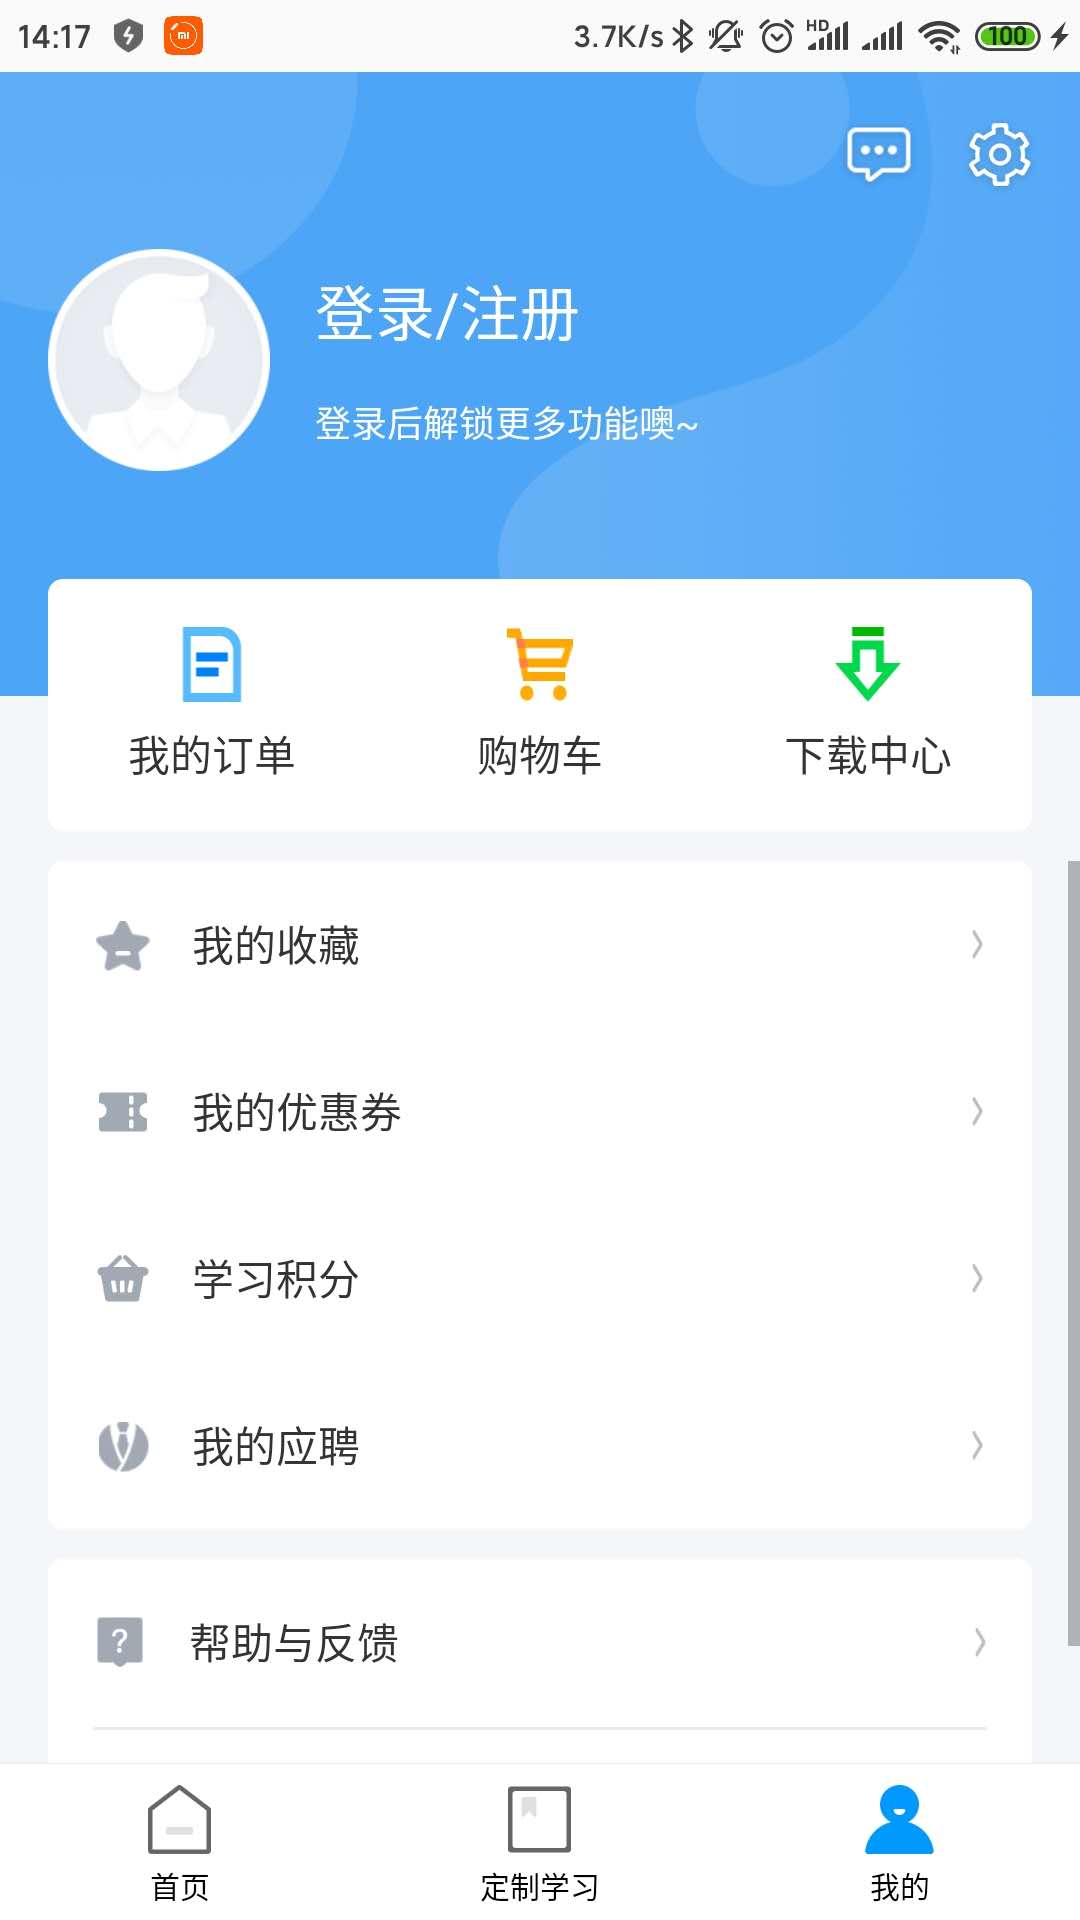 14:17 3.7K/s HD 100
登录/注册
登录后解锁更多功能噢~
我的订单 购物车 下载中心
我的收藏
我的优惠券
学习积分
我的应聘
帮助与反馈
首页 定制学习 我的